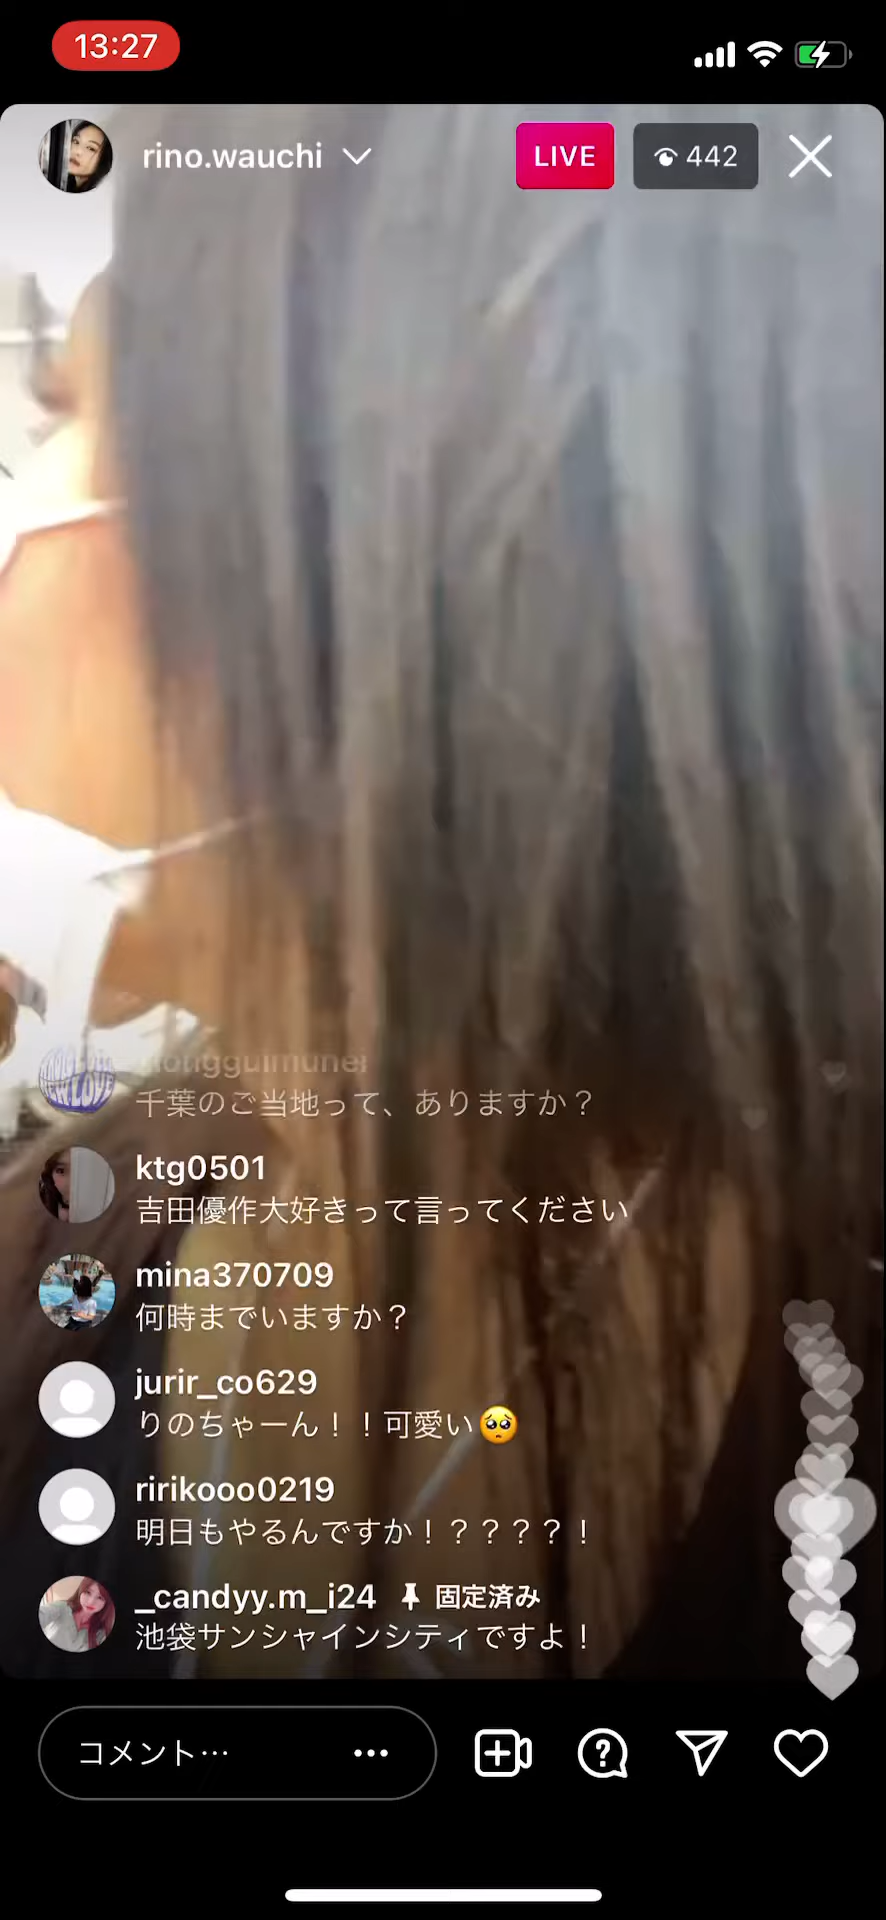 13:27
rino.wauchi
LIVE
442
千葉のご当地って、ありますか？
ktg0501
吉田優作大好きって言ってください
mina370709
何時までいますか？
jurir_co629
りのちゃーん！！可愛い🥺
ririkooo0219
明日もやるんですか！？？？？！
_candyy.m_i24 固定済み
池袋サンシャインシティですよ！
コメント…